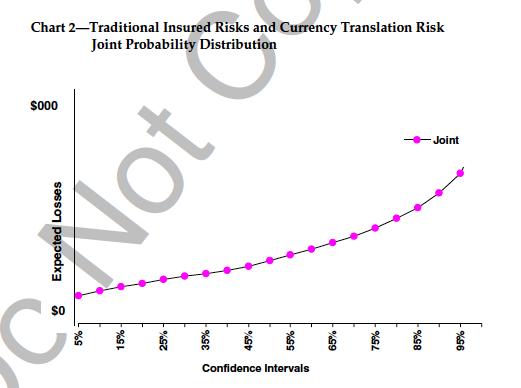 Chart 2—Traditional Insured Risks and Currency Translation Risk
Joint Probability Distribution
$000
Joint
Expected Losses
$0
5%
15%
25%
35%
45%
55%
65%
75%
85%
95%
Confidence Intervals
Not